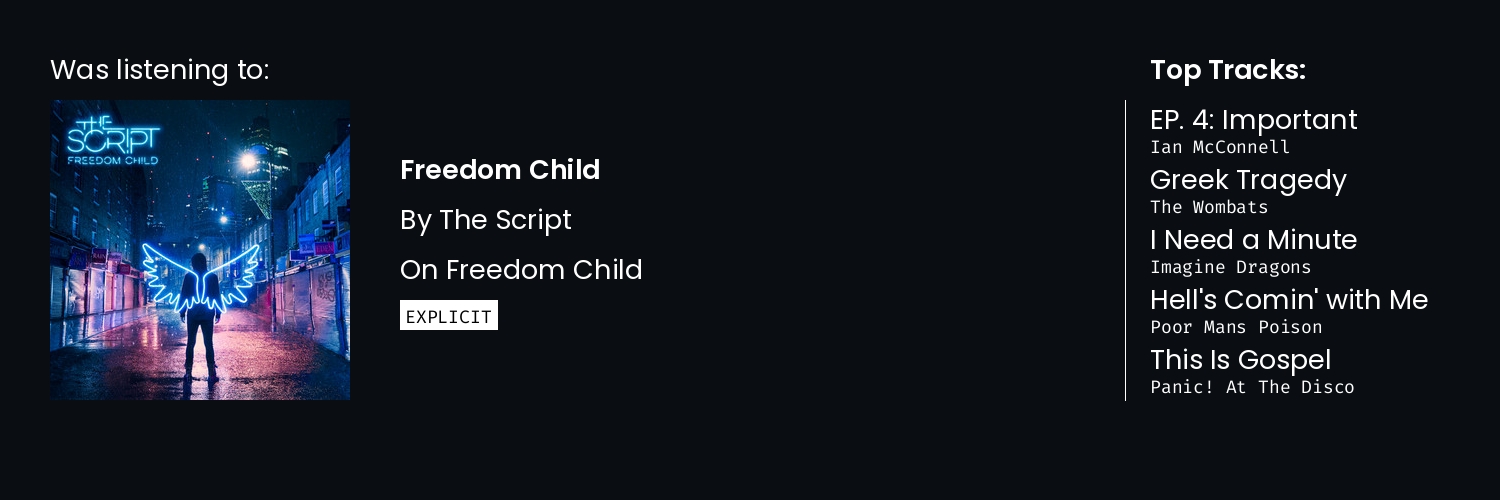 Was listening to:
THE
SCRIPT
FREEDOM CHILD
Freedom Child
By The Script
On Freedom Child
EXPLICIT
Top Tracks:
EP. 4: Important
Ian McConnell
Greek Tragedy
The Wombats
I Need a Minute
Imagine Dragons
Hell's Comin' with Me
Poor Mans Poison
This Is Gospel
Panic! At The Disco